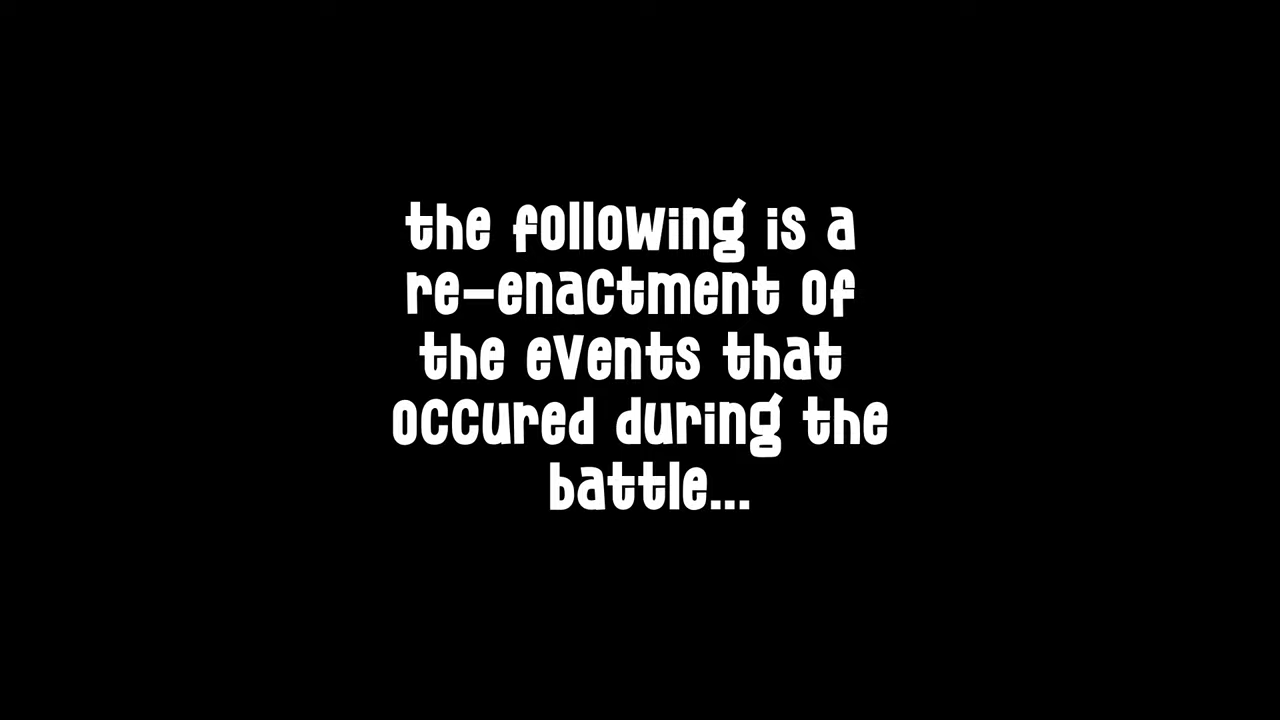 the following is a
re-enactment of
the events that
occured during the
battle...